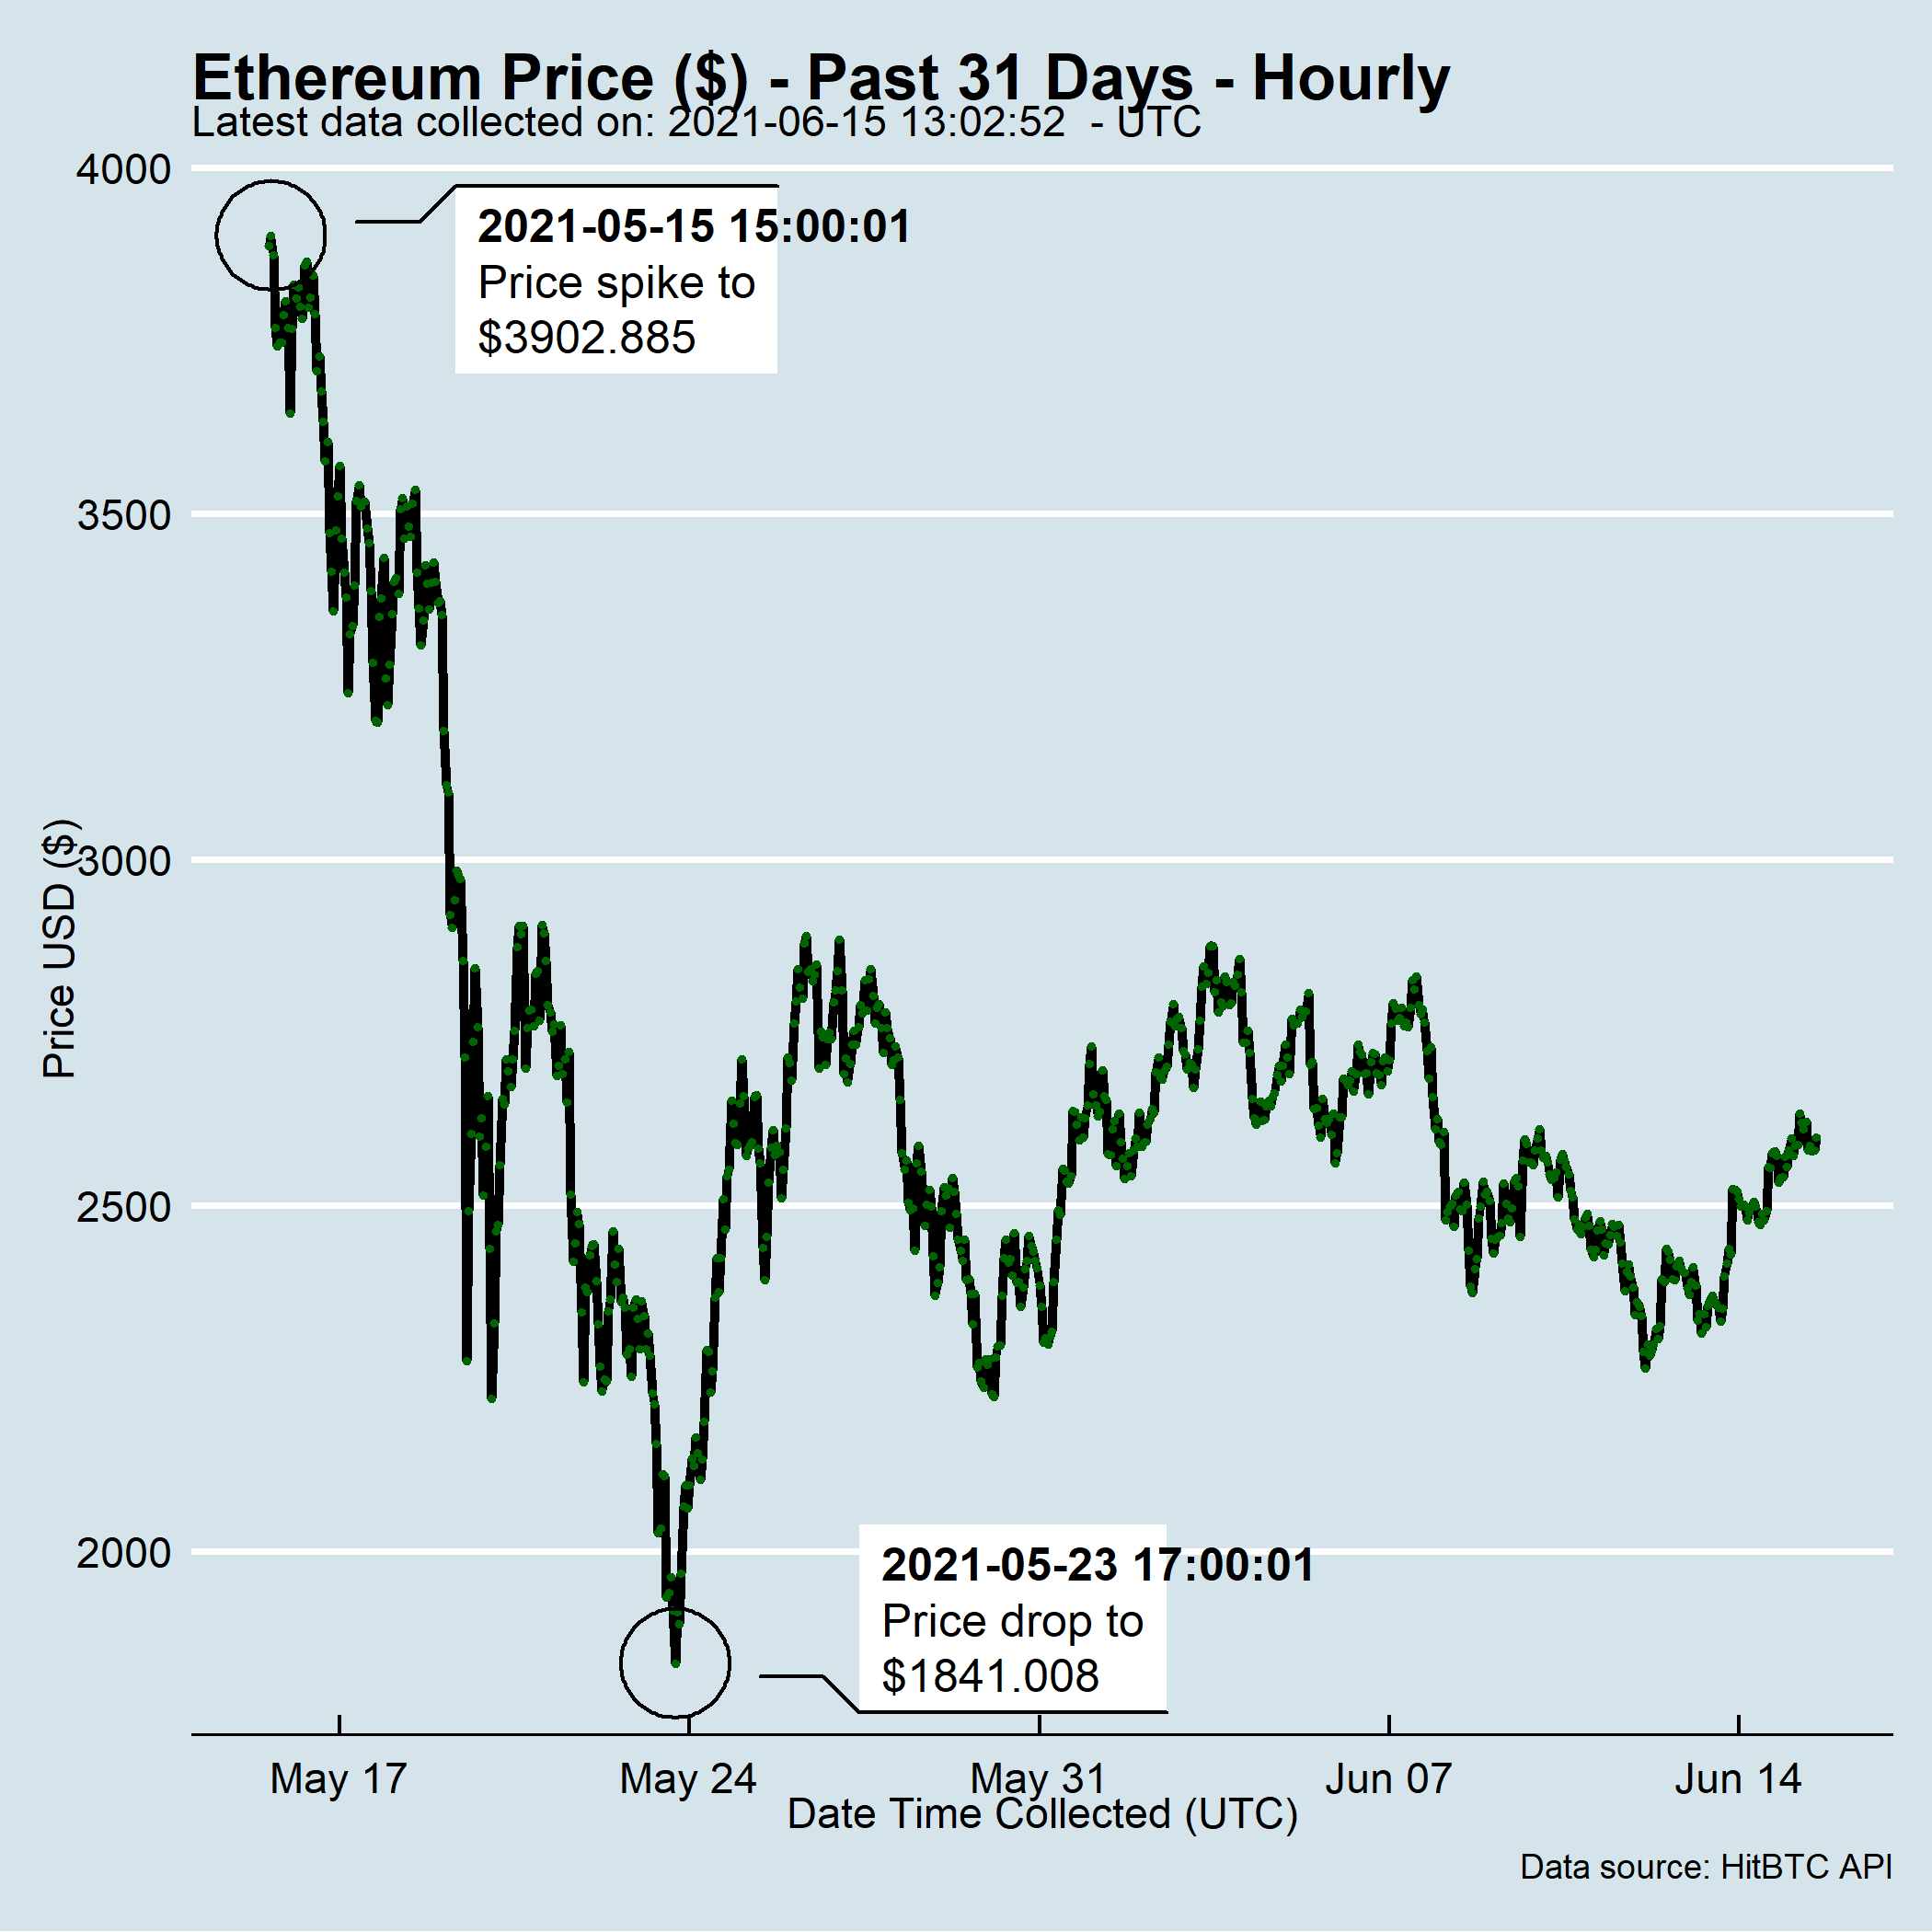 Ethereum Price ($) - Past 31 Days - Hourly
Latest data collected on: 2021-06-15 13:02:52  - UTC
4000
3500
3000
2500
2000
Price USD ($)
2021-05-15 15:00:01
Price spike to
$3902.885
2021-05-23 17:00:01
Price drop to
$1841.008
May 17
May 24
May 31
Jun 07
Jun 14
Date Time Collected (UTC)
Data source: HitBTC API